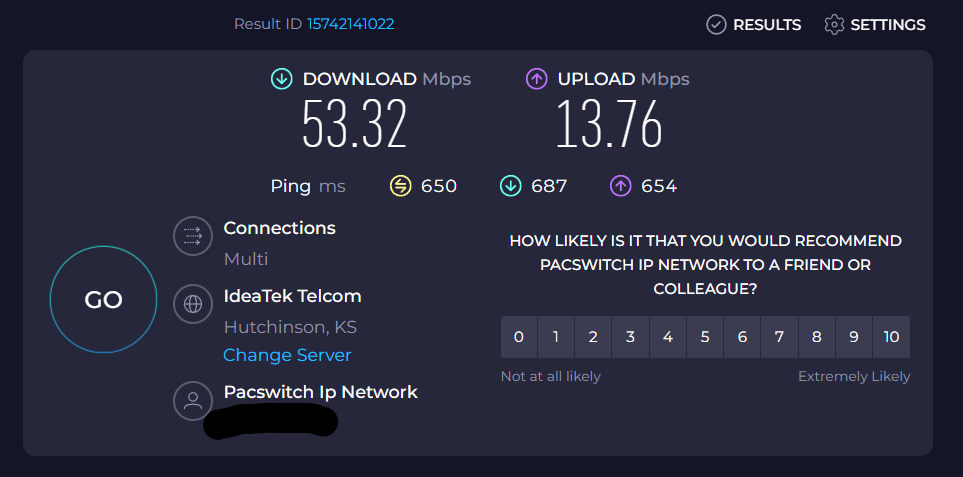 Result ID 15742141022
RESULTS SETTINGS
DOWNLOAD Mbps UPLOAD Mbps
53.32 13.76
Ping ms 650 687 654
Connections
Multi
GO
IdeaTek Telcom
Hutchinson, KS
Change Server
Pacswitch Ip Network
HOW LIKELY IS IT THAT YOU WOULD RECOMMEND
PACSWITCH IP NETWORK TO A FRIEND OR
COLLEAGUE?
0 1 2 3 4 5 6 7 8 9 10
Not at all likely Extremely Likely